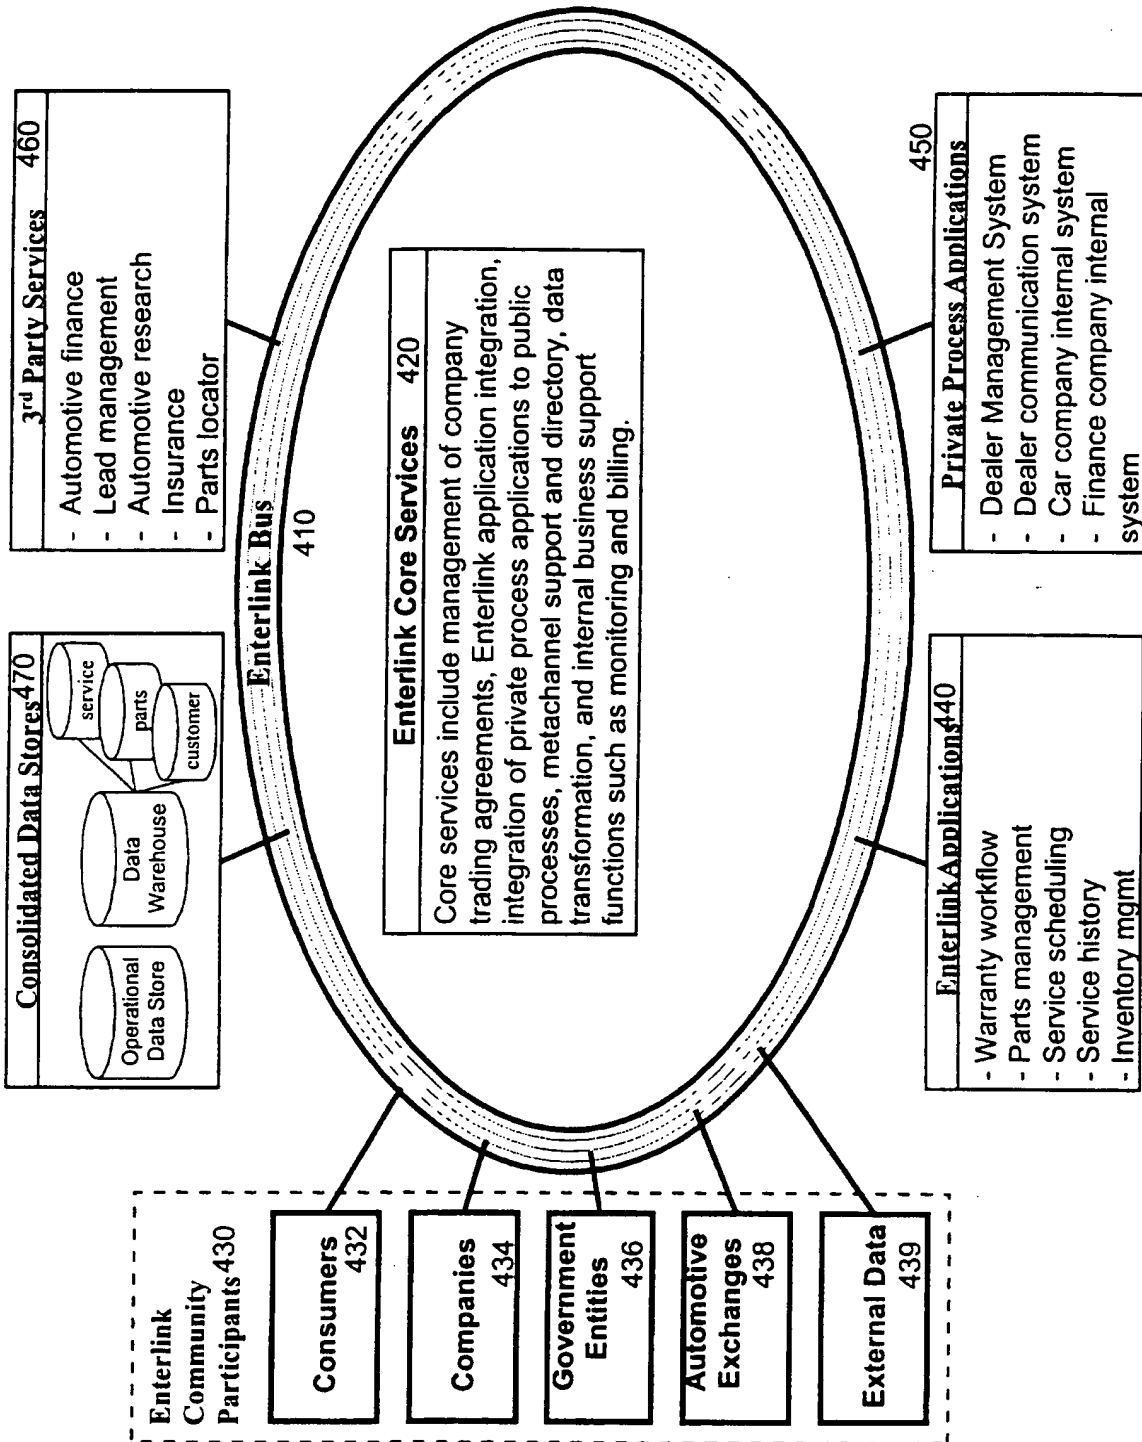 Enterlink
Community
Participants 430
Consumers
432
Companies
434
Government
Entities
436
Automotive
Exchanges
438
External Data
439
Consolidated Data Stores 470
Operational
Data Store
Data
Warehouse
service
parts
customer
3rd Party Services 460
- Automotive finance
- Lead management
- Automotive research
- Insurance
- Parts locator
Enterlink Bus
410
Enterlink Core Services 420
Core services include management of company
trading agreements, Enterlink application integration,
integration of private process applications to public
processes, metachannel support and directory, data
transformation, and internal business support
functions such as monitoring and billing.
Enterlink Applications 440
- Warranty workflow
- Parts management
- Service scheduling
- Service history
- Inventory mgmt
450
Private Process Applications
- Dealer Management System
- Dealer communication system
- Car company internal system
- Finance company internal
system